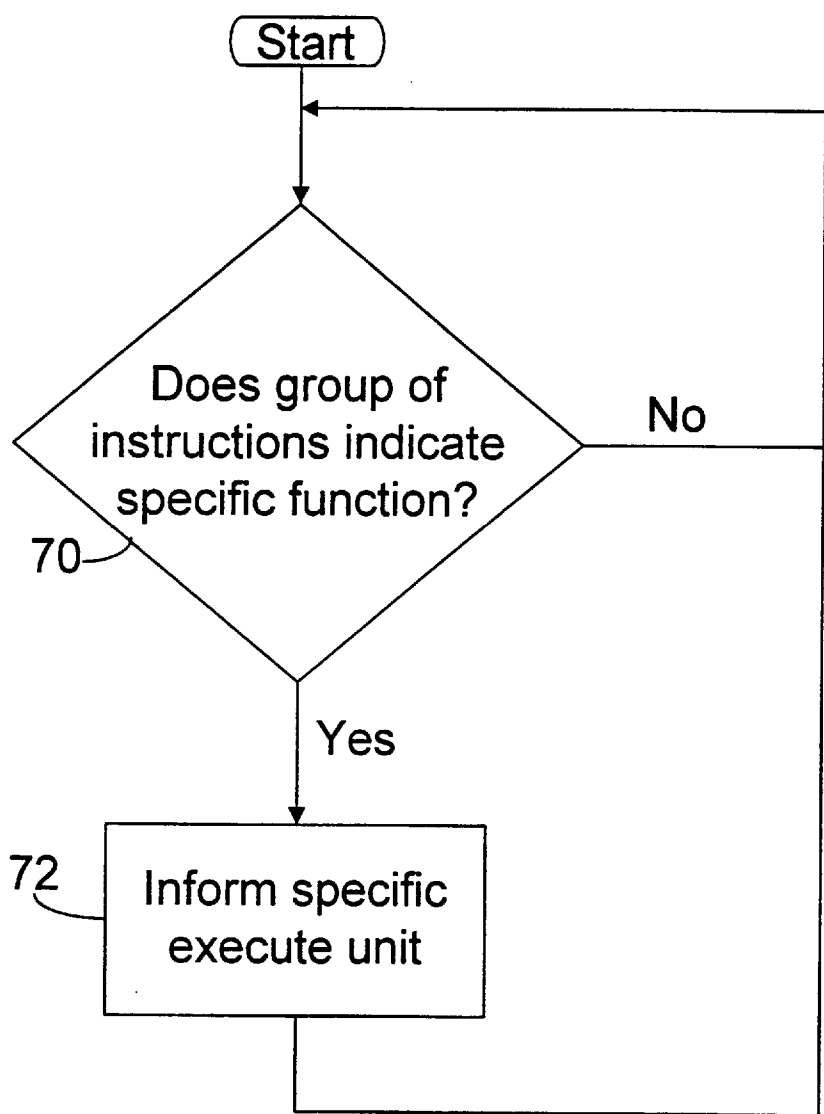 Start
Does group of
instructions indicate
specific function?
No
70
Yes
72
Inform specific
execute unit